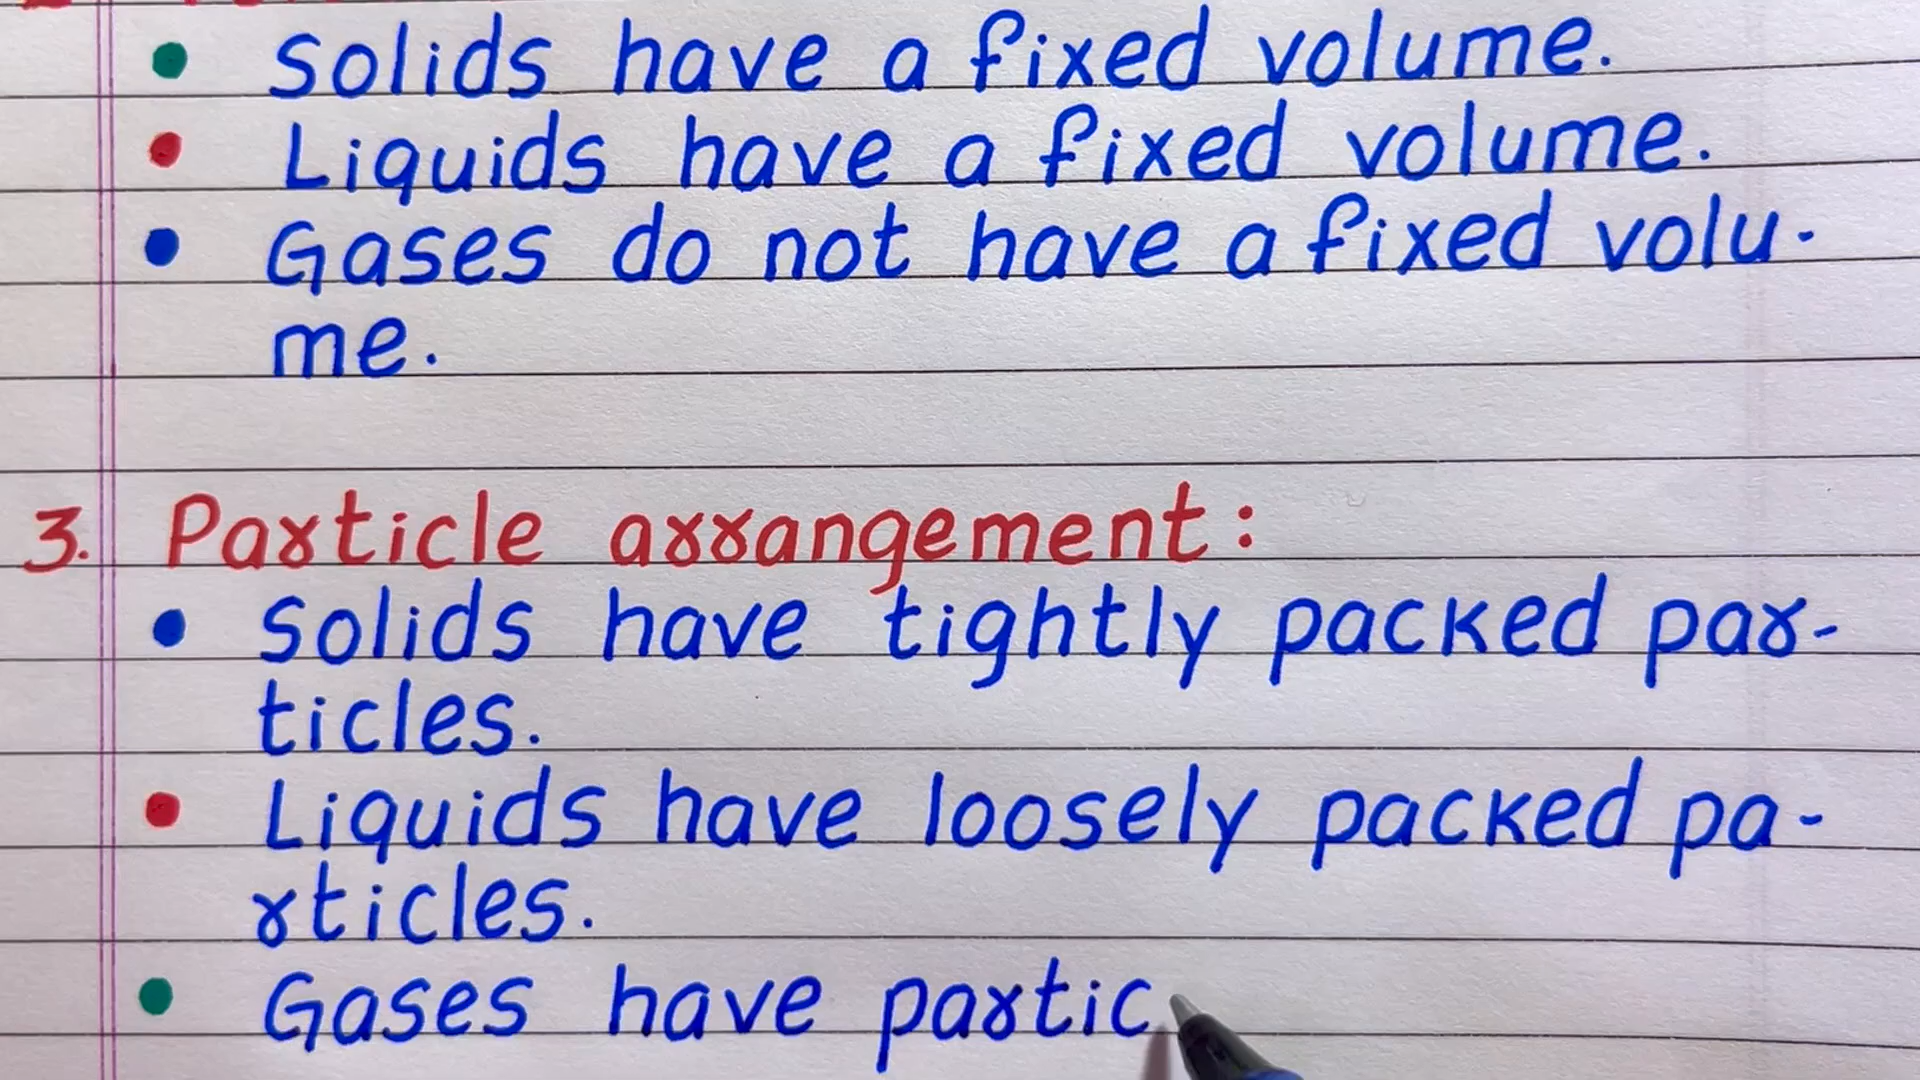 Solids have a fixed volume.
Liquids have a fixed volume.
Gases do not have a fixed volu-
me.
3. Particle arrangement:
Solids have tightly packed par-
ticles.
Liquids have loosely packed pa-
rticles.
Gases have partic